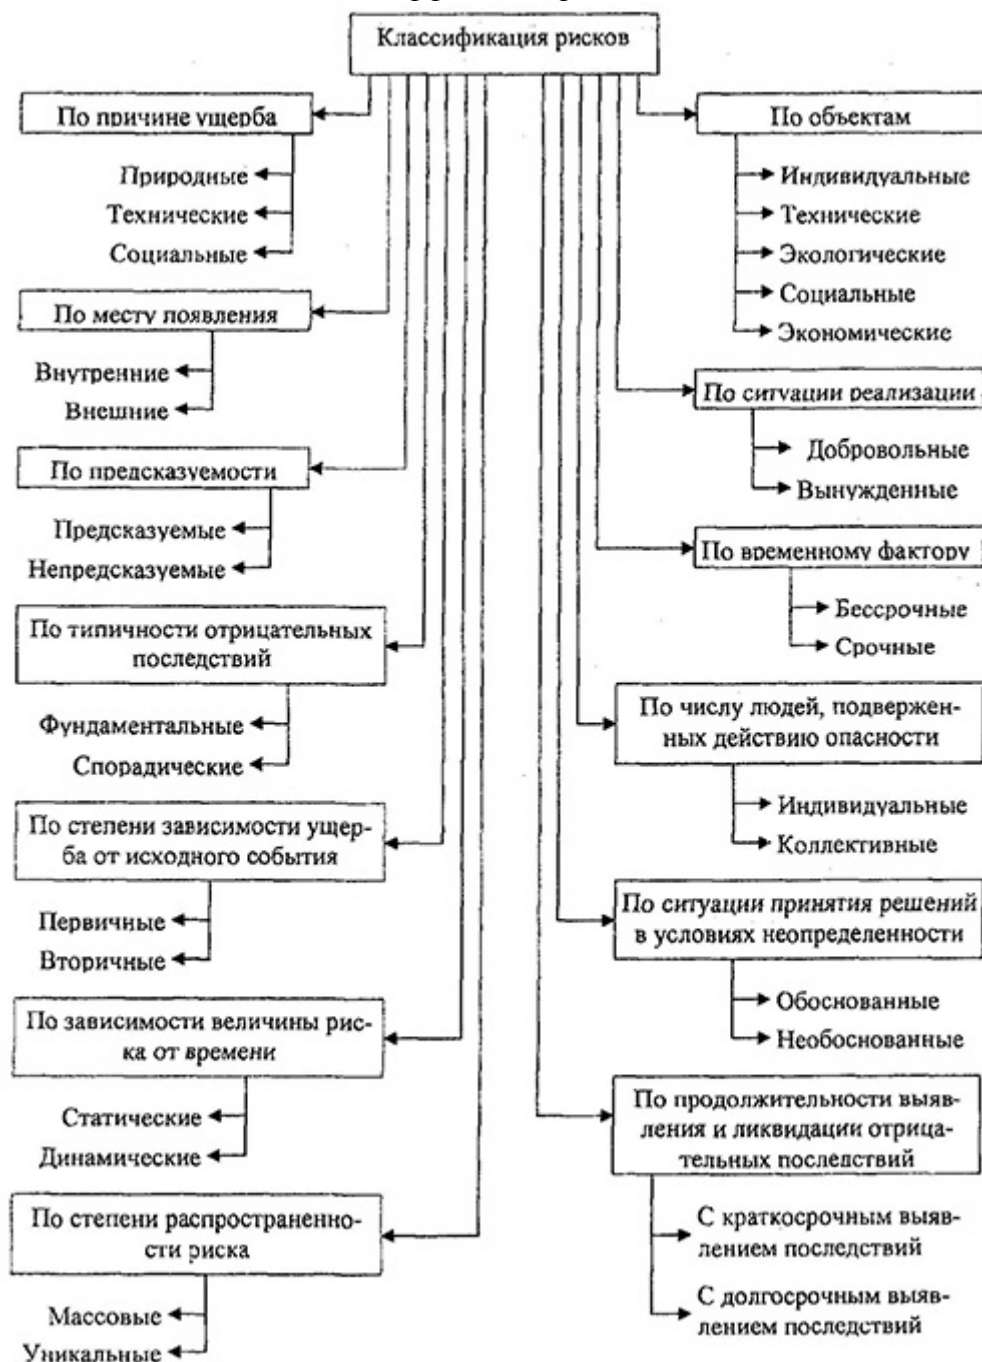 Классификация рисков
По причине ущерба
Природные
Технические
Социальные
По месту появления
Внутренние
Внешние
По предсказуемости
Предсказуемые
Непредсказуемые
По типичности отрицательных
последствий
Фундаментальные
Спорадические
По степени зависимости ущер-
ба от исходного события
Первичные
Вторичные
По зависимости величины рис-
ка от времени
Статические
Динамические
По степени распространенно-
сти риска
Массовые
Уникальные
По объектам
Индивидуальные
Технические
Экологические
Социальные
Экономические
По ситуации реализации
Добровольные
Вынужденные
По временному фактору
Бессрочные
Срочные
По числу людей, подвержен-
ных действию опасности
Индивидуальные
Коллективные
По ситуации принятия решений
в условиях неопределенности
Обоснованные
Необоснованные
По продолжительности выяв-
ления и ликвидации отрица-
тельных последствий
С краткосрочным выяв-
лением последствий
С долгосрочным выяв-
лением последствий